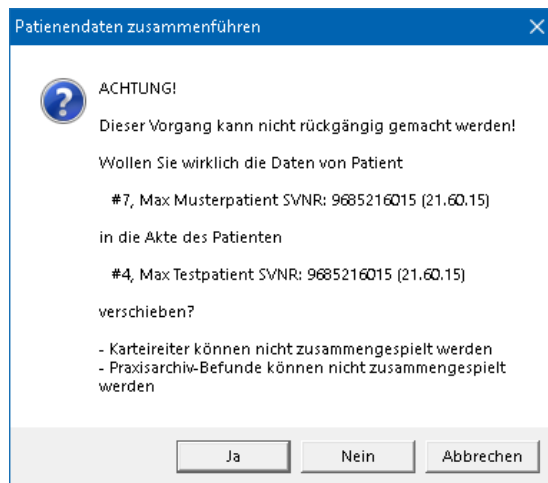 Patienendaten zusammenführen
ACHTUNG!
Dieser Vorgang kann nicht rückgängig gemacht werden!
Wollen Sie wirklich die Daten von Patient
#7, Max Musterpatient SVNR: 9685216015 (21.60.15)
in die Akte des Patienten
#4, Max Testpatient SVNR: 9685216015 (21.60.15)
verschieben?
- Karteireiter können nicht zusammengespielt werden
- Praxisarchiv-Befunde können nicht zusammengespielt
werden
Ja
Nein
Abbrechen